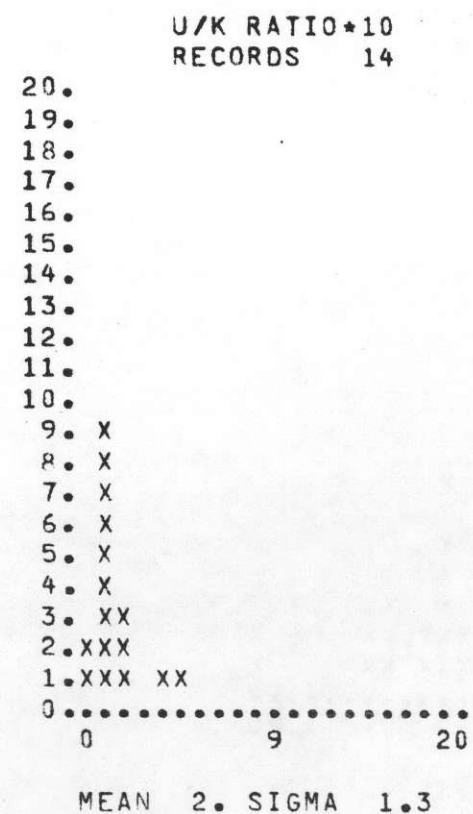 U/K RATIO*10
RECORDS 14
20.
19.
18.
17.
16.
15.
14.
13.
12.
11.
10.
9. X
8. X
7. X
6. X
5. X
4. X
3. XX
2.XXX
1.XXX XX
0.....................
0 9 20
MEAN 2. SIGMA 1.3